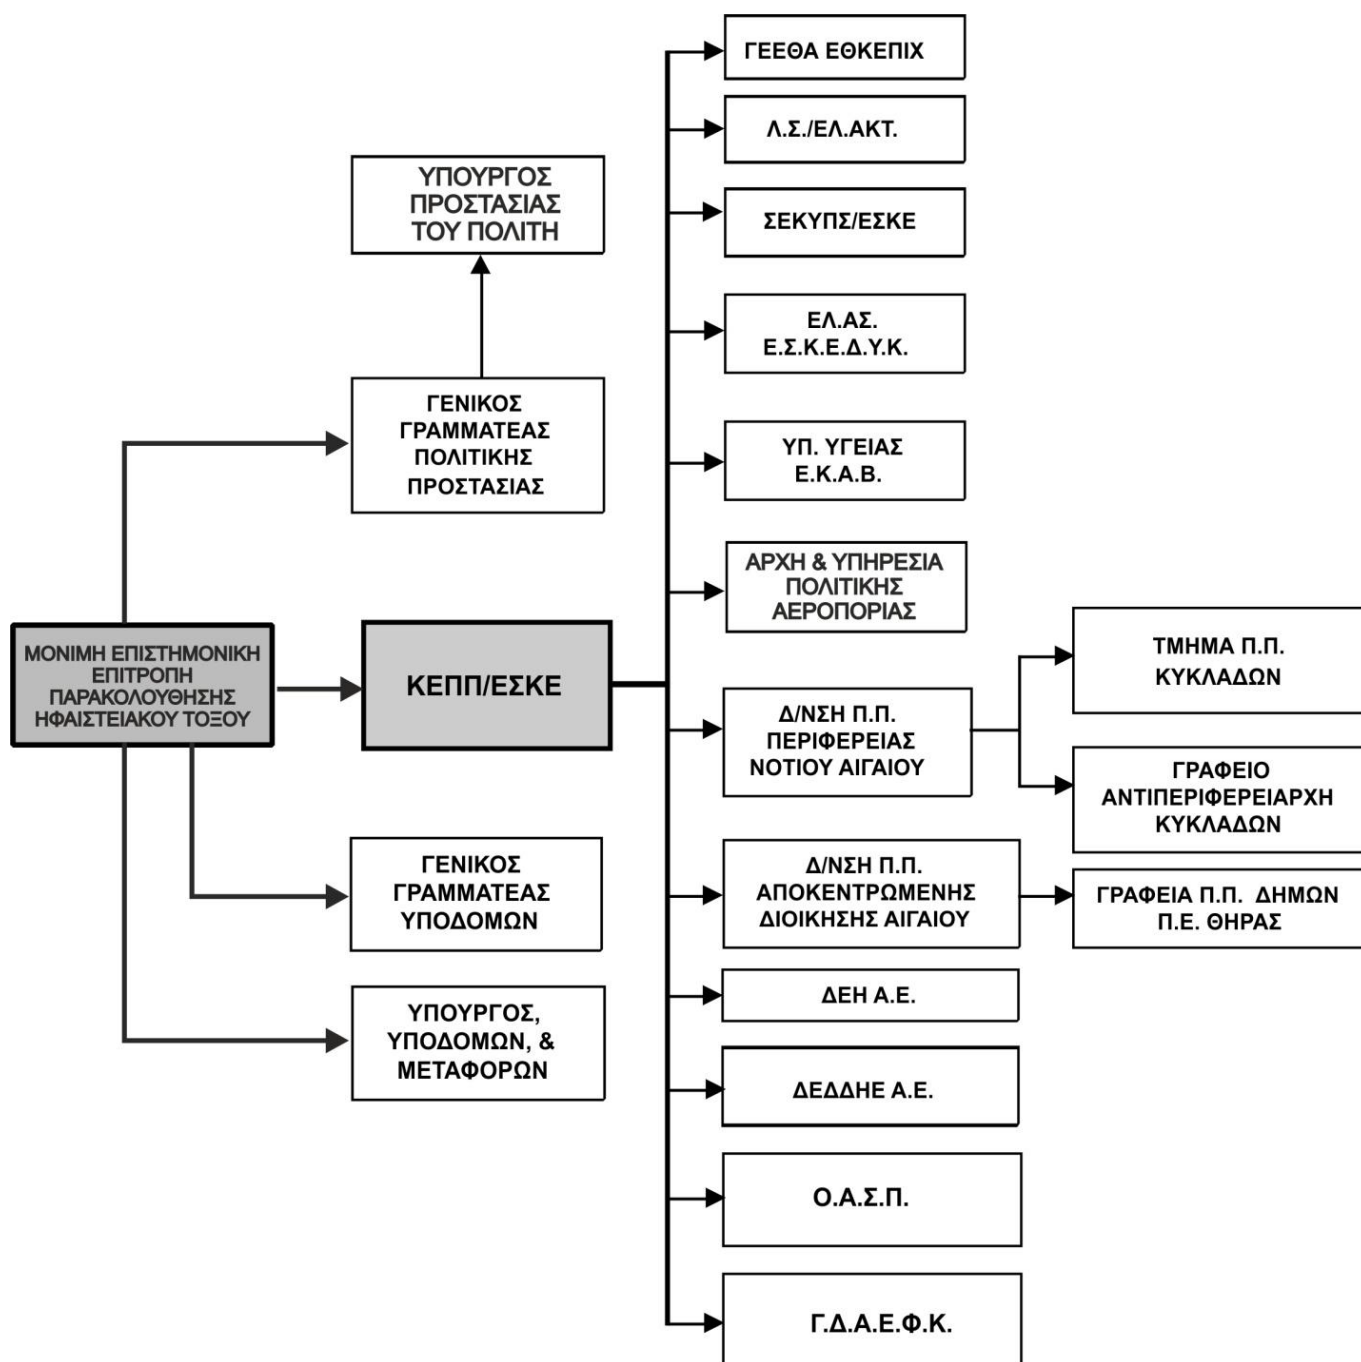 ΜΟΝΙΜΗ ΕΠΙΣΤΗΜΟΝΙΚΗ
ΕΠΙΤΡΟΠΗ
ΠΑΡΑΚΟΛΟΥΘΗΣΗΣ
ΗΦΑΙΣΤΕΙΑΚΟΥ ΤΟΞΟΥ
ΥΠΟΥΡΓΟΣ
ΠΡΟΣΤΑΣΙΑΣ
ΤΟΥ ΠΟΛΙΤΗ
ΓΕΝΙΚΟΣ
ΓΡΑΜΜΑΤΕΑΣ
ΠΟΛΙΤΙΚΗΣ
ΠΡΟΣΤΑΣΙΑΣ
ΚΕΠΠ/ΕΣΚΕ
ΓΕΝΙΚΟΣ
ΓΡΑΜΜΑΤΕΑΣ
ΥΠΟΔΟΜΩΝ
ΥΠΟΥΡΓΟΣ,
ΥΠΟΔΟΜΩΝ, &
ΜΕΤΑΦΟΡΩΝ
ΓΕΕΘΑ ΕΘΚΕΠΙΧ
Λ.Σ./ΕΛ.ΑΚΤ.
ΣΕΚΥΠΣ/ΕΣΚΕ
ΕΛ.ΑΣ.
Ε.Σ.Κ.Ε.Δ.Υ.Κ.
ΥΠ. ΥΓΕΙΑΣ
Ε.Κ.Α.Β.
ΑΡΧΗ & ΥΠΗΡΕΣΙΑ
ΠΟΛΙΤΙΚΗΣ
ΑΕΡΟΠΟΡΙΑΣ
Δ/ΝΣΗ Π.Π.
ΠΕΡΙΦΕΡΕΙΑΣ
ΝΟΤΙΟΥ ΑΙΓΑΙΟΥ
Δ/ΝΣΗ Π.Π.
ΑΠΟΚΕΝΤΡΩΜΕΝΗΣ
ΔΙΟΙΚΗΣΗΣ ΑΙΓΑΙΟΥ
ΔΕΗ Α.Ε.
ΔΕΔΔΗΕ Α.Ε.
Ο.Α.Σ.Π.
Γ.Δ.Α.Ε.Φ.Κ.
ΤΜΗΜΑ Π.Π.
ΚΥΚΛΑΔΩΝ
ΓΡΑΦΕΙΟ
ΑΝΤΙΠΕΡΙΦΕΡΕΙΑΡΧΗ
ΚΥΚΛΑΔΩΝ
ΓΡΑΦΕΙΑ Π.Π. ΔΗΜΩΝ
Π.Ε. ΘΗΡΑΣ